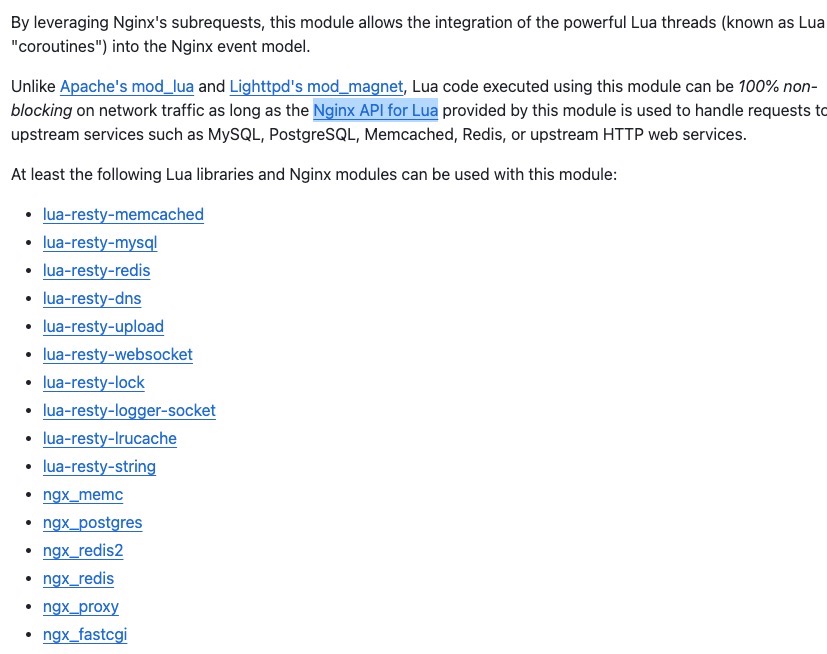 By leveraging Nginx's subrequests, this module allows the integration of the powerful Lua threads (known as Lua
"coroutines") into the Nginx event model.
Unlike Apache's mod_lua and Lighttpd's mod_magnet, Lua code executed using this module can be 100% non-
blocking on network traffic as long as the Nginx API for Lua provided by this module is used to handle requests to
upstream services such as MySQL, PostgreSQL, Memcached, Redis, or upstream HTTP web services.
At least the following Lua libraries and Nginx modules can be used with this module:
• lua-resty-memcached
• lua-resty-mysql
• lua-resty-redis
• lua-resty-dns
• lua-resty-upload
• lua-resty-websocket
• lua-resty-lock
• lua-resty-logger-socket
• lua-resty-lrucache
• lua-resty-string
• ngx_memc
• ngx_postgres
• ngx_redis2
• ngx_redis
• ngx_proxy
• ngx_fastcgi